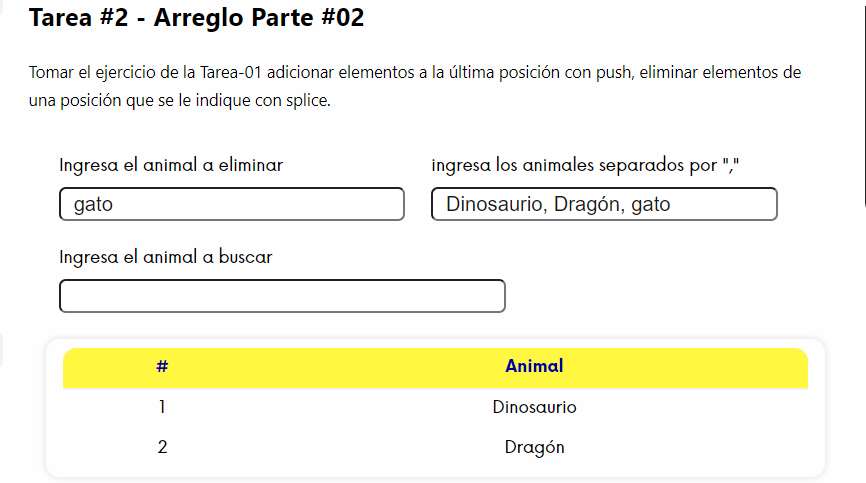 Tarea #2 - Arreglo Parte #02
Tomar el ejercicio de la Tarea-01 adicionar elementos a la última posición con push, eliminar elementos de
una posición que se le indique con splice.
Ingresa el animal a eliminar
ingresa los animales separados por ","
gato
Dinosaurio, Dragón, gato
Ingresa el animal a buscar
# Animal
1 Dinosaurio
2 Dragón